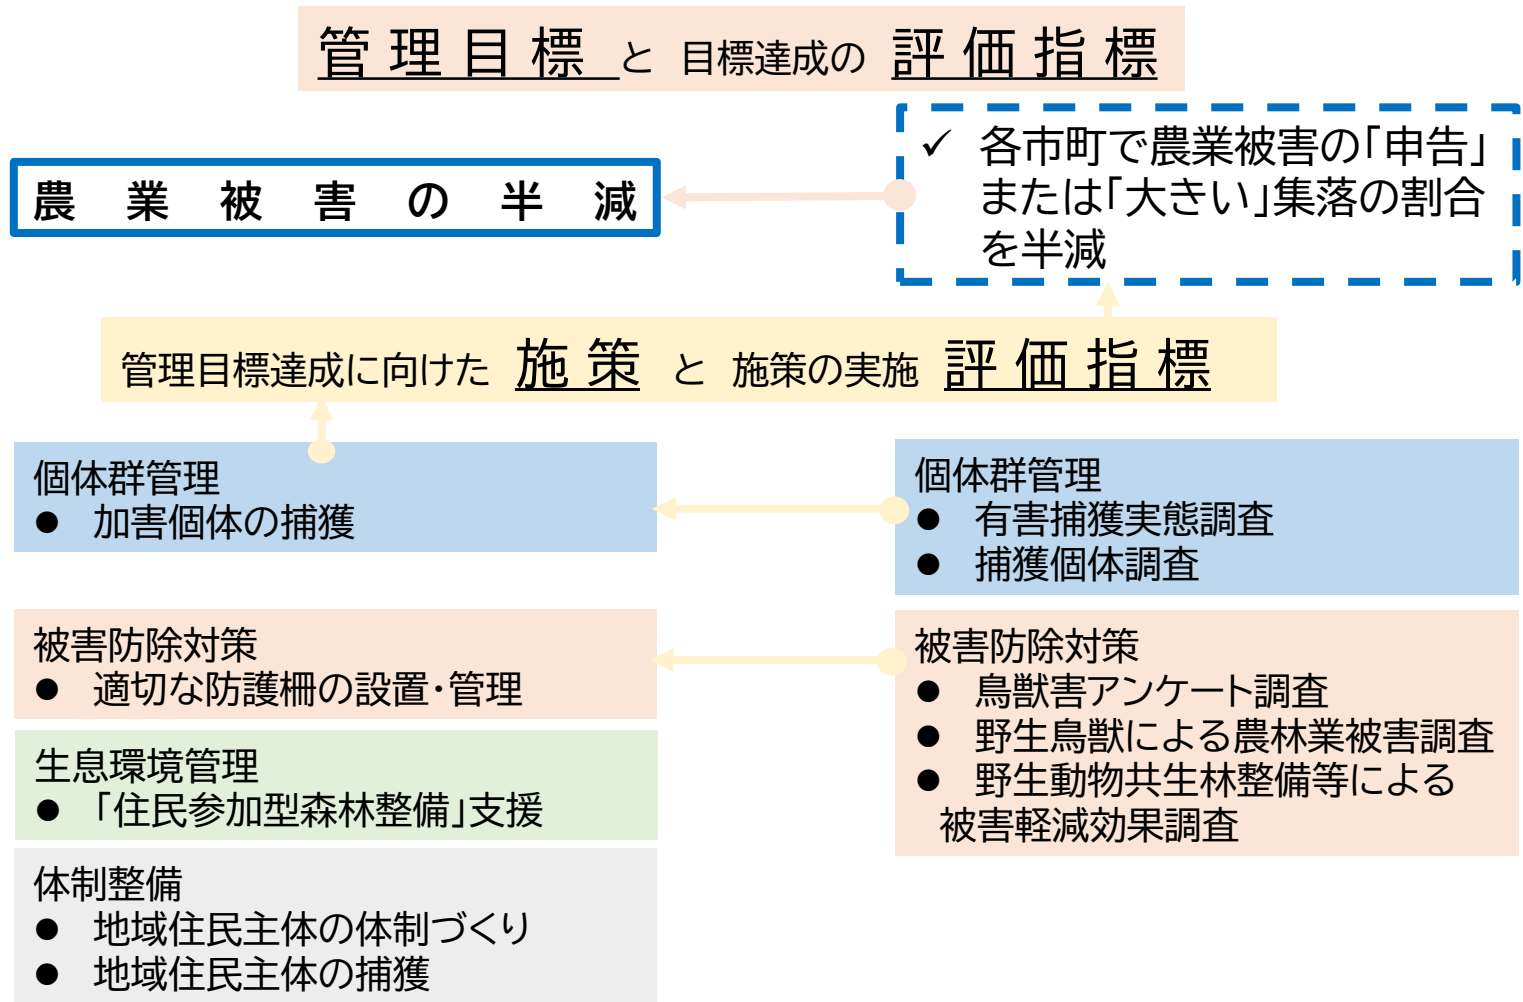 管理目標 と 目標達成の 評価指標
農業被害の半減
✓ 各市町で農業被害の「申告」
または「大きい」集落の割合
を半減
管理目標達成に向けた 施策 と 施策の実施 評価指標
個体群管理
● 加害個体の捕獲
個体群管理
● 有害捕獲実態調査
● 捕獲個体調査
被害防除対策
● 適切な防護柵の設置・管理
被害防除対策
● 鳥獣害アンケート調査
● 野生鳥獣による農林業被害調査
● 野生動物共生林整備等による
被害軽減効果調査
生息環境管理
● 「住民参加型森林整備」支援
体制整備
● 地域住民主体の体制づくり
● 地域住民主体の捕獲